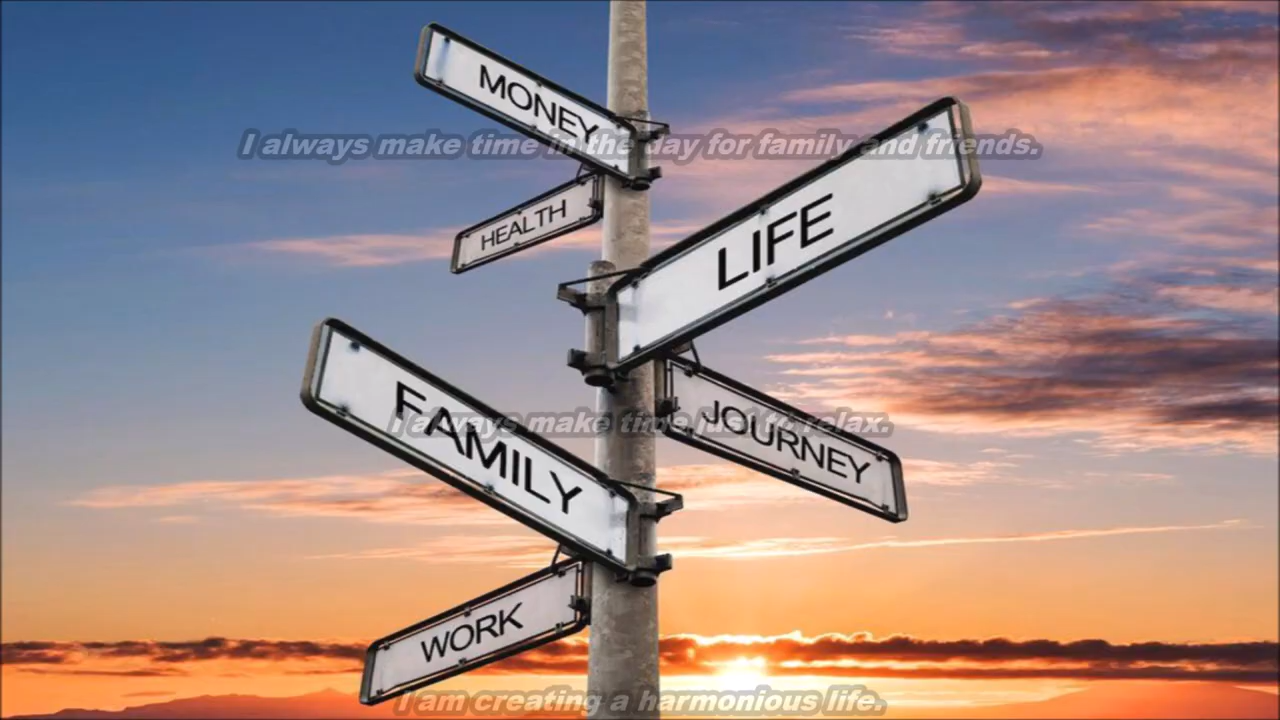 MONEY
I always make time in the day for family and friends.
HEALTH
LIFE
FAMILY
I always make time just to relax.
JOURNEY
WORK
I am creating a harmonious life.